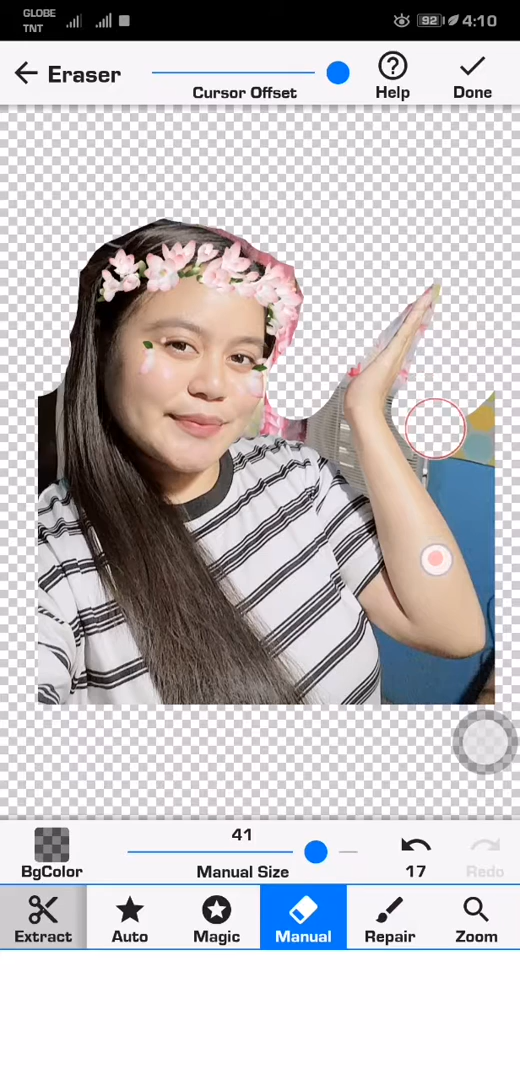 GLOBE
TNT
92
4:10
Eraser
Cursor Offset
Help
Done
41
BgColor
Manual Size
17
Redo
Extract
Auto
Magic
Manual
Repair
Zoom